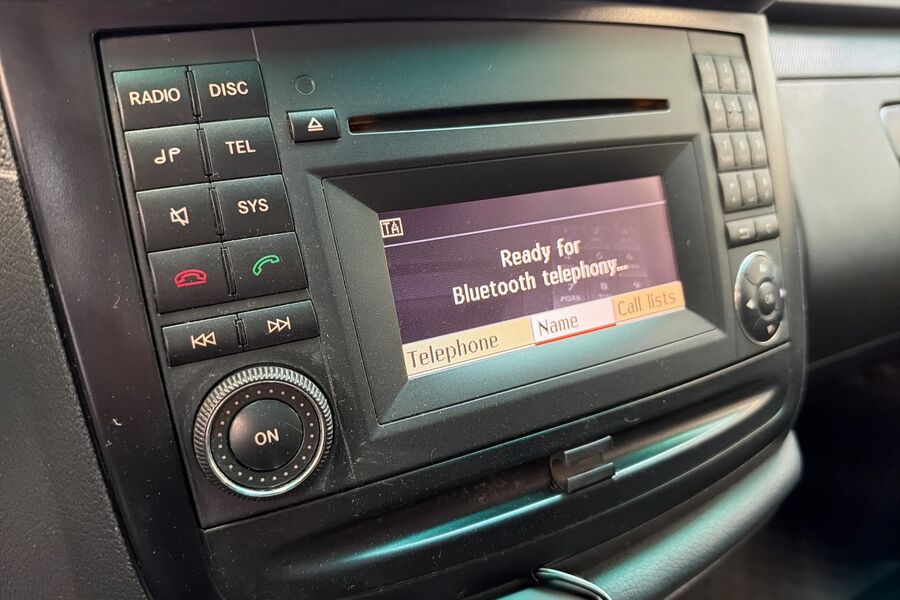 RADIO
DISC
TEL
SYS
ON
TA
Ready for
Bluetooth telephony...
Telephone
Name
Call lists